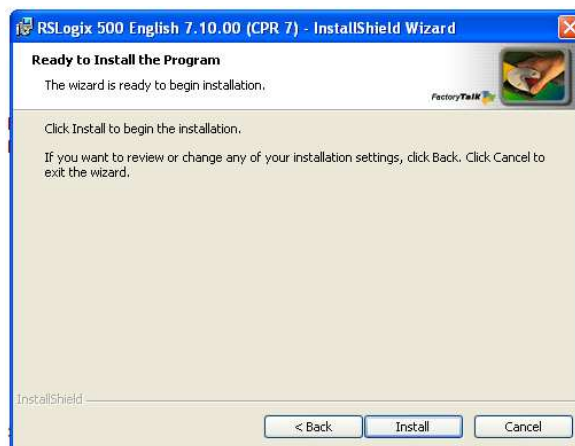 RSLogix 500 English 7.10.00 (CPR 7) - InstallShield Wizard
Ready to Install the Program
The wizard is ready to begin installation.
FactoryTalk
Click Install to begin the installation.
If you want to review or change any of your installation settings, click Back. Click Cancel to
exit the wizard.
InstallShield
< Back Install Cancel